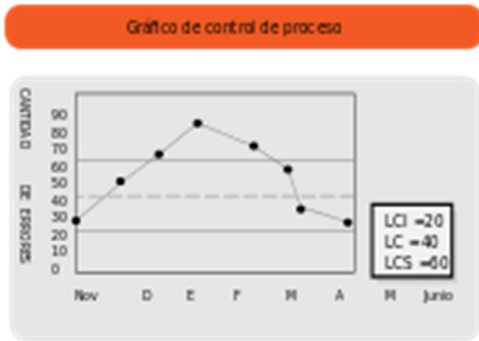 Gráfico de control de proceso
CANTIDAD DE ERRORES
90
80
70
60
50
40
30
20
10
0
Nov D E F M A M Junio
LCI =20
LC =40
LCS =60